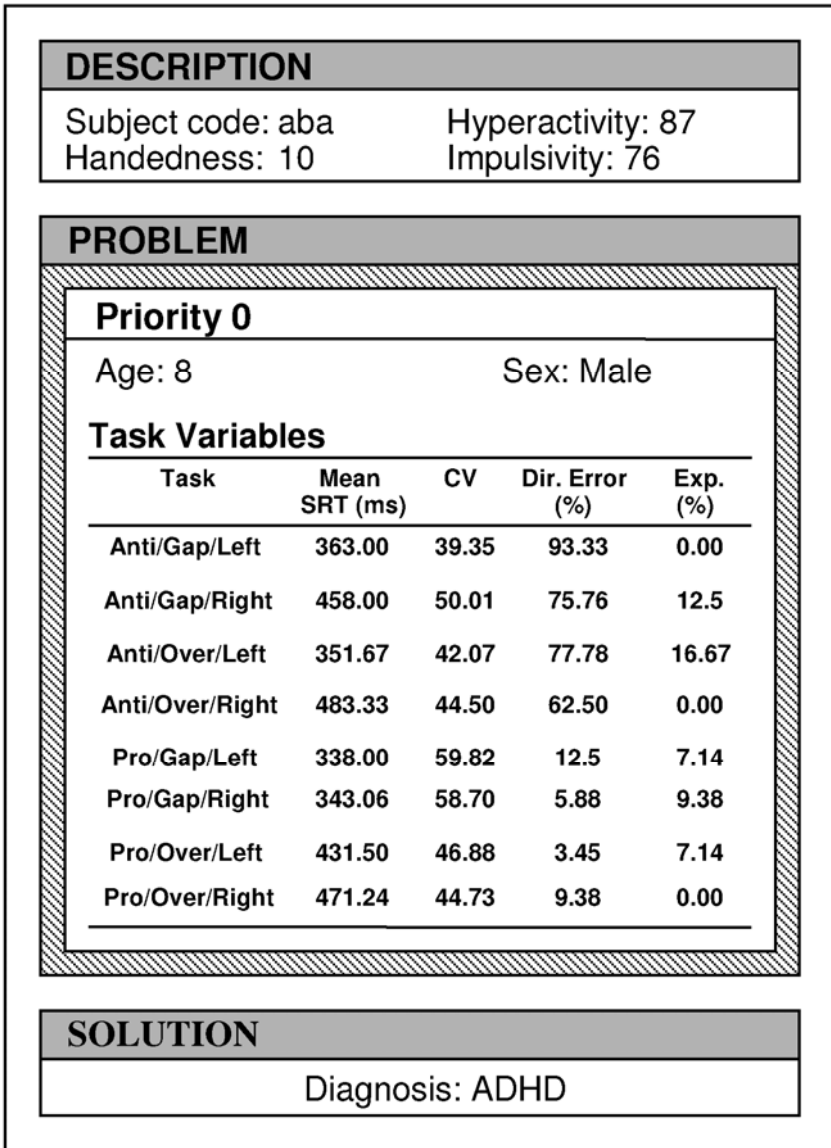 DESCRIPTION
Subject code: aba Hyperactivity: 87
Handedness: 10 Impulsivity: 76
PROBLEM
Priority 0
Age: 8 Sex: Male
Task Variables
Task Mean SRT (ms) CV Dir. Error (%) Exp. (%)
Anti/Gap/Left 363.00 39.35 93.33 0.00
Anti/Gap/Right 458.00 50.01 75.76 12.5
Anti/Over/Left 351.67 42.07 77.78 16.67
Anti/Over/Right 483.33 44.50 62.50 0.00
Pro/Gap/Left 338.00 59.82 12.5 7.14
Pro/Gap/Right 343.06 58.70 5.88 9.38
Pro/Over/Left 431.50 46.88 3.45 7.14
Pro/Over/Right 471.24 44.73 9.38 0.00
SOLUTION
Diagnosis: ADHD